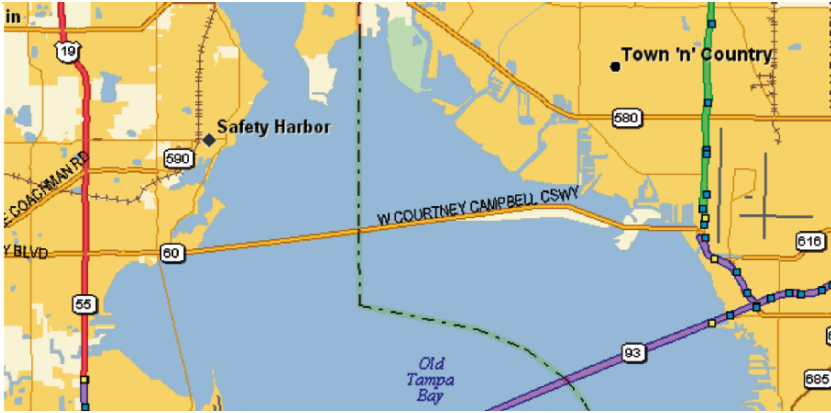 in
19
Town 'n' Country
580
Safety Harbor
590
E COACHMAN RD
W COURTNEY CAMPBELL CSWY
Y BLVD
60
616
55
93
Old
Tampa
Bay
685